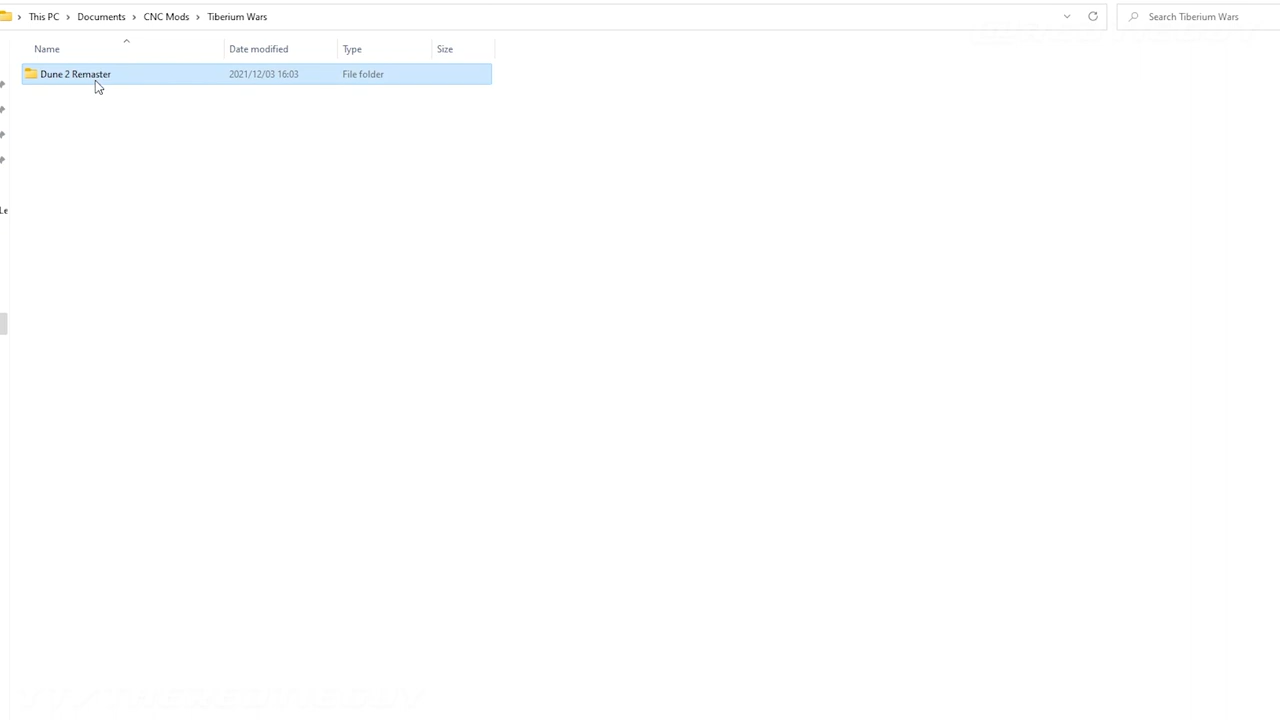 This PC > Documents > CNC Mods > Tiberium Wars
Search Tiberium Wars
Name Date modified Type Size
Dune 2 Remaster 2021/12/03 16:03 File folder
Le